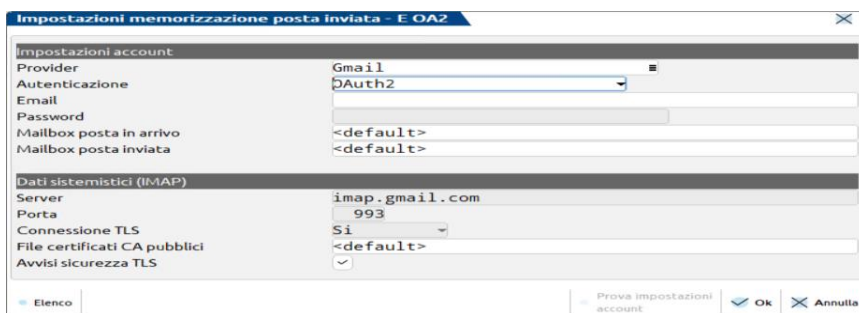 Impostazioni memorizzazione posta inviata - E OA2
Impostazioni account
Provider Gmail
Autenticazione OAuth2
Email
Password
Mailbox posta in arrivo <default>
Mailbox posta inviata <default>
Dati sistemistici (IMAP)
Server imap.gmail.com
Porta 993
Connessione TLS Si
File certificati CA pubblici <default>
Avvisi sicurezza TLS
Elenco
Prova impostazioni
account
Ok
Annulla